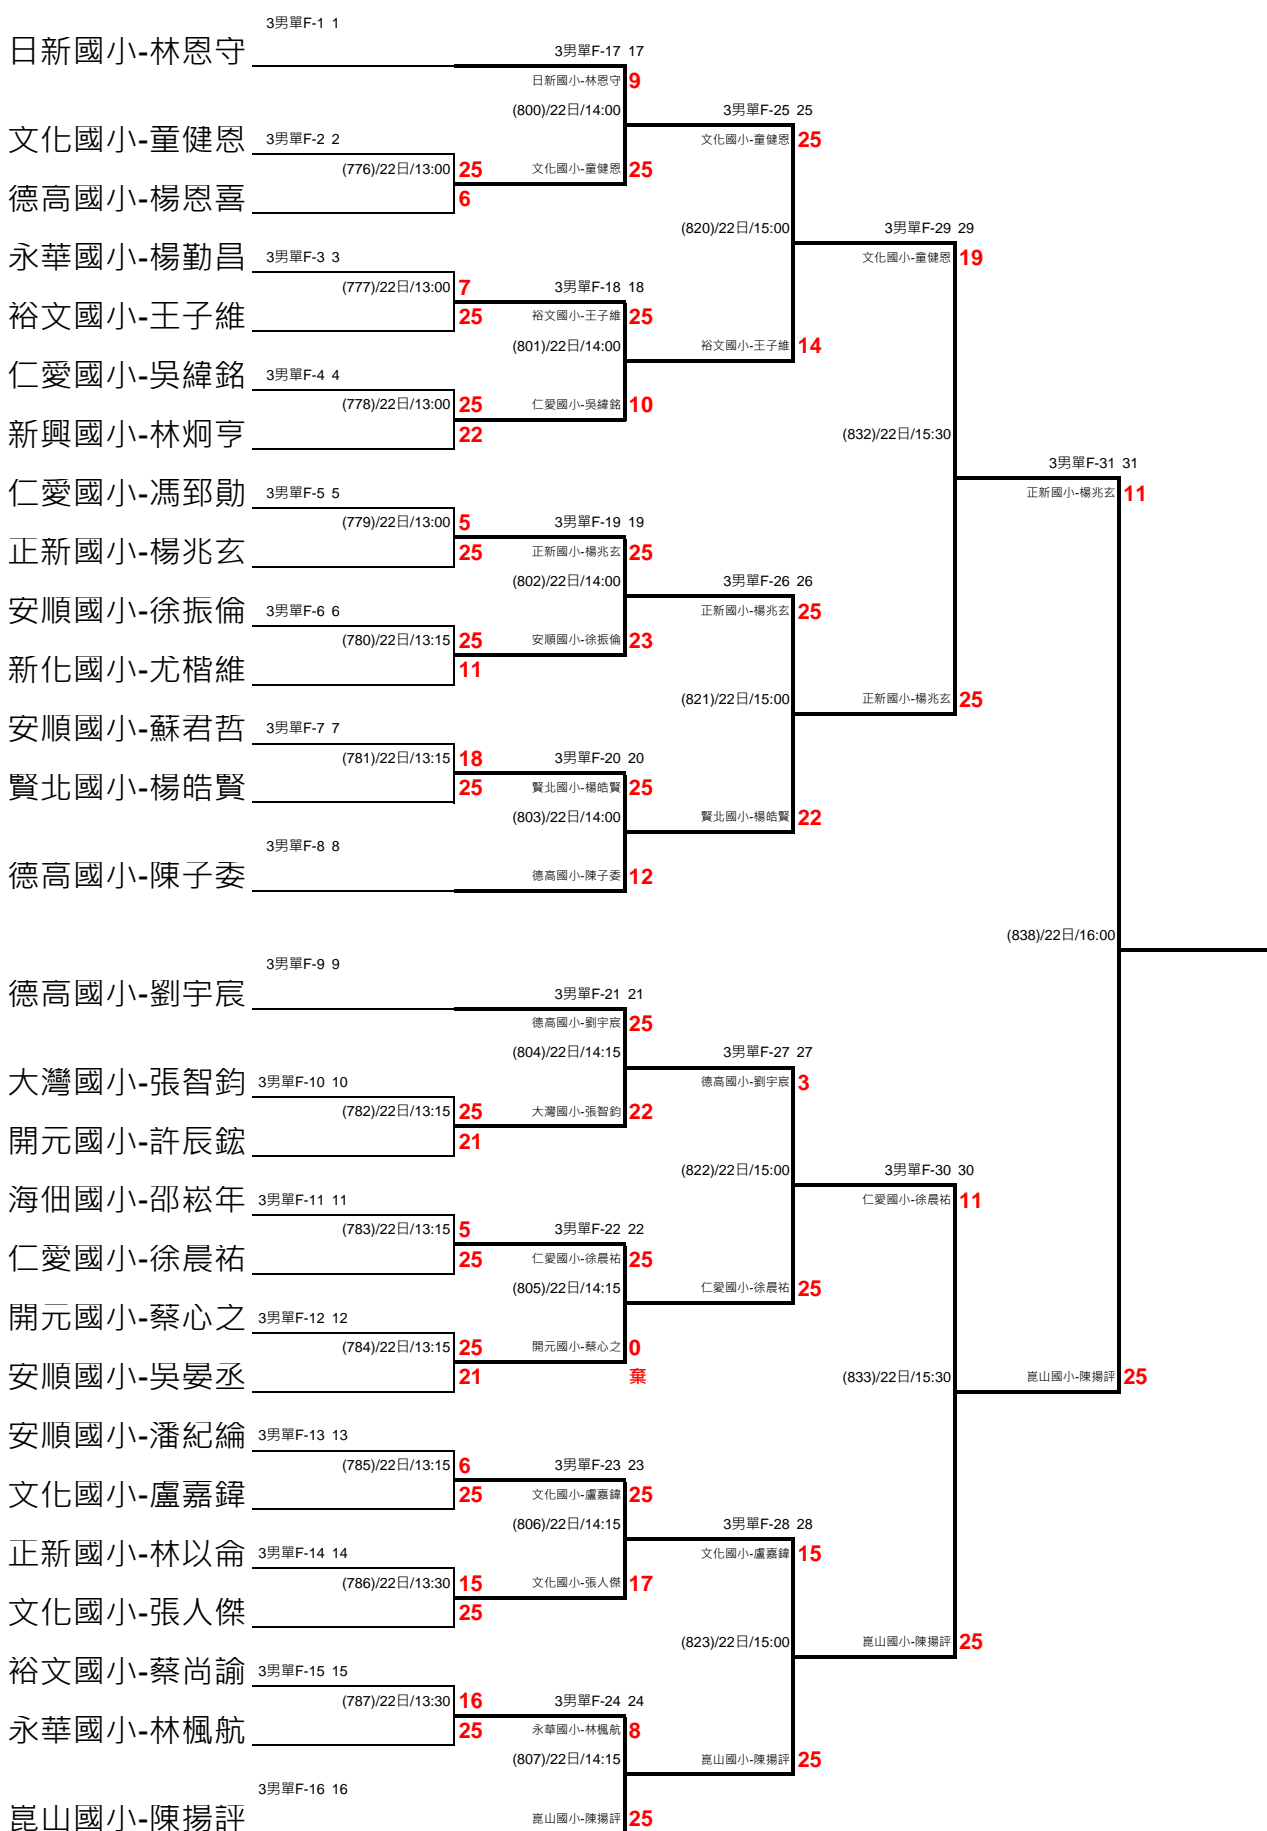 3男單F-1 1
日新國小-林恩守
3男單F-17 17
日新國小-林恩守 9
(800)/22日/14:00
3男單F-25 25
文化國小-童健恩 3男單F-2 2
文化國小-童健恩 25
(776)/22日/13:00 25
文化國小-童健恩 25
德高國小-楊恩喜
6
(820)/22日/15:00
3男單F-29 29
永華國小-楊勤昌 3男單F-3 3
文化國小-童健恩 19
(777)/22日/13:00 7
3男單F-18 18
裕文國小-王子維
25
裕文國小-王子維 25
(801)/22日/14:00
裕文國小-王子維 14
仁愛國小-吳緯銘 3男單F-4 4
(778)/22日/13:00 25
仁愛國小-吳緯銘 10
新興國小-林炯亨
22
(832)/22日/15:30
3男單F-31 31
仁愛國小-馮郅勛 3男單F-5 5
正新國小-楊兆玄 11
(779)/22日/13:00 5
3男單F-19 19
正新國小-楊兆玄
25
正新國小-楊兆玄 25
(802)/22日/14:00
3男單F-26 26
安順國小-徐振倫 3男單F-6 6
正新國小-楊兆玄 25
(780)/22日/13:15 25
安順國小-徐振倫 23
新化國小-尤楷維
11
(821)/22日/15:00
正新國小-楊兆玄 25
安順國小-蘇君哲 3男單F-7 7
(781)/22日/13:15 18
3男單F-20 20
賢北國小-楊皓賢
25
賢北國小-楊皓賢 25
(803)/22日/14:00
賢北國小-楊皓賢 22
3男單F-8 8
德高國小-陳子委
德高國小-陳子委 12
(838)/22日/16:00
3男單F-9 9
德高國小-劉宇宸
3男單F-21 21
德高國小-劉宇宸 25
(804)/22日/14:15
3男單F-27 27
大灣國小-張智鈞 3男單F-10 10
德高國小-劉宇宸 3
(782)/22日/13:15 25
大灣國小-張智鈞 22
開元國小-許辰鋐
21
(822)/22日/15:00
3男單F-30 30
海佃國小-邵崧年 3男單F-11 11
仁愛國小-徐晨祐 11
(783)/22日/13:15 5
3男單F-22 22
仁愛國小-徐晨祐
25
仁愛國小-徐晨祐 25
(805)/22日/14:15
仁愛國小-徐晨祐 25
開元國小-蔡心之 3男單F-12 12
(784)/22日/13:15 25
開元國小-蔡心之 0
安順國小-吳晏丞
21
棄
(833)/22日/15:30
崑山國小-陳揚評 25
安順國小-潘紀綸 3男單F-13 13
(785)/22日/13:15 6
3男單F-23 23
文化國小-盧嘉鍏
25
文化國小-盧嘉鍏 25
(806)/22日/14:15
3男單F-28 28
正新國小-林以侖 3男單F-14 14
文化國小-盧嘉鍏 15
(786)/22日/13:30 15
文化國小-張人傑 17
文化國小-張人傑
25
(823)/22日/15:00
崑山國小-陳揚評 25
裕文國小-蔡尚諭 3男單F-15 15
(787)/22日/13:30 16
3男單F-24 24
永華國小-林楓航
25
永華國小-林楓航 8
(807)/22日/14:15
崑山國小-陳揚評 25
3男單F-16 16
崑山國小-陳揚評
崑山國小-陳揚評 25